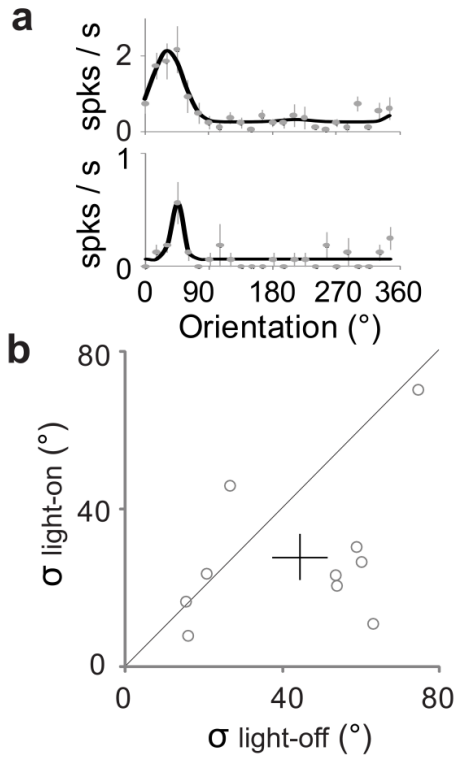 a
spks / s
2
0
spks / s
1
0
0 90 180 270 360
Orientation (°)
b
σ light-on (°)
80
40
0
0 40 80
σ light-off (°)